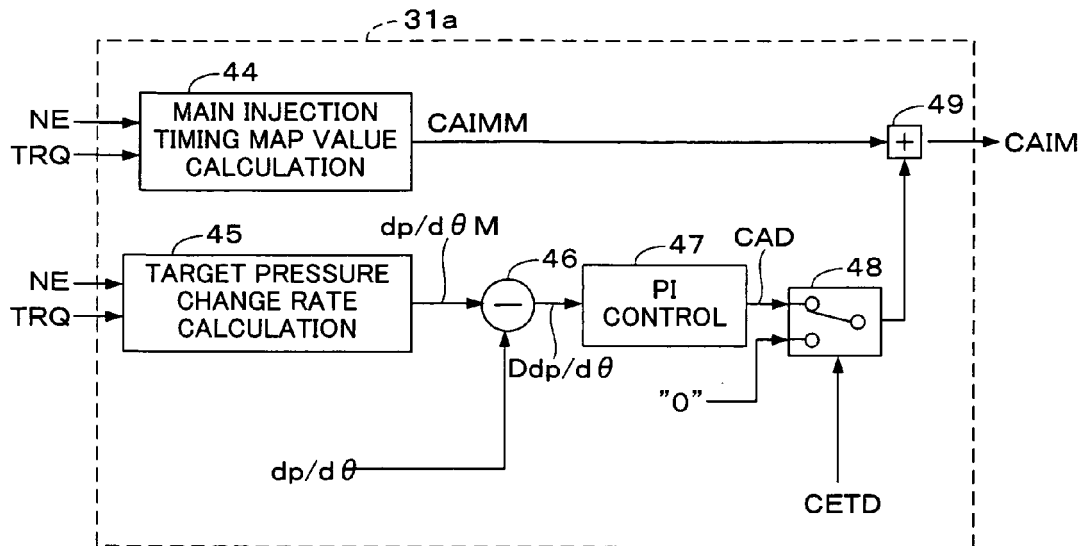 31a
44
MAIN INJECTION
TIMING MAP VALUE
CALCULATION
NE
TRQ
CAIMM
49
+
CAIM
45
TARGET PRESSURE
CHANGE RATE
CALCULATION
NE
TRQ
dp/dθM
46
−
Ddp/dθ
47
PI
CONTROL
CAD
48
"0"
dp/dθ
CETD